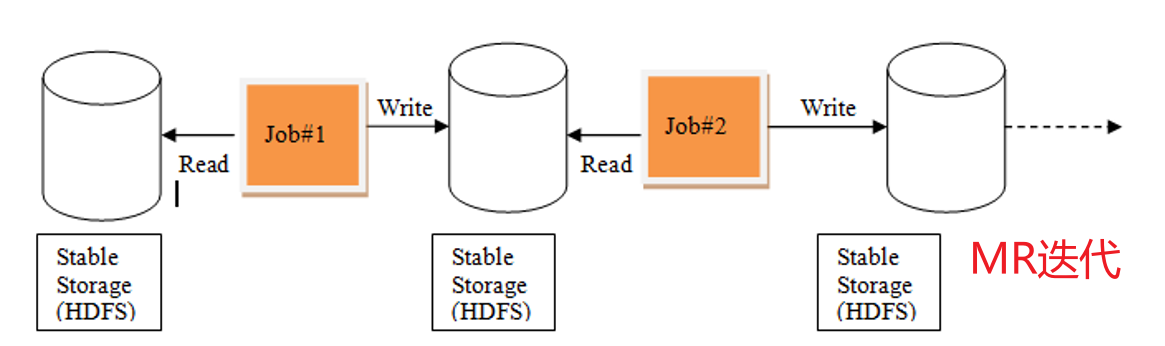 Job#1
Write
Read
Job#2
Write
Read
Stable
Storage
(HDFS)
Stable
Storage
(HDFS)
Stable
Storage
(HDFS)
MR迭代